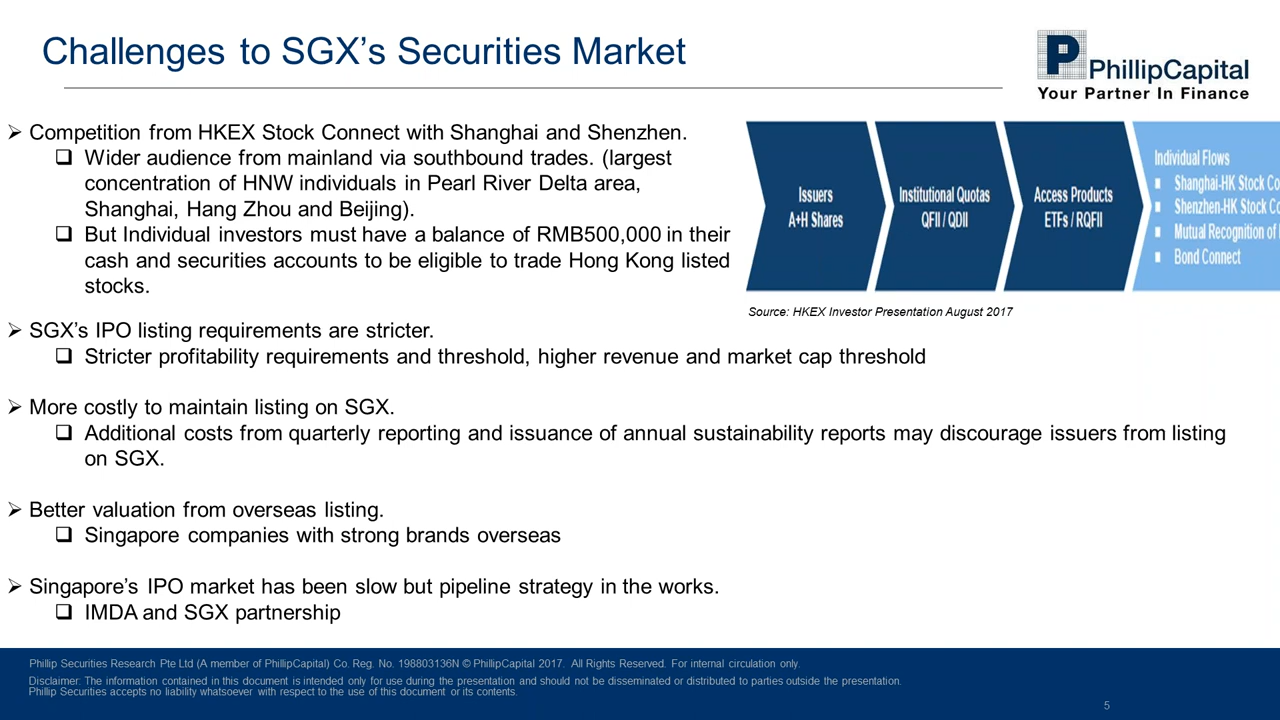 Challenges to SGX's Securities Market
PhillipCapital
Your Partner In Finance
➢ Competition from HKEX Stock Connect with Shanghai and Shenzhen.
❑ Wider audience from mainland via southbound trades. (largest
concentration of HNW individuals in Pearl River Delta area,
Shanghai, Hang Zhou and Beijing).
❑ But Individual investors must have a balance of RMB500,000 in their
cash and securities accounts to be eligible to trade Hong Kong listed
stocks.
Issuers
A+H Shares
Institutional Quotas
QFII / QDII
Access Products
ETFs / RQFII
Individual Flows
▪ Shanghai-HK Stock Co
▪ Shenzhen-HK Stock Co
▪ Mutual Recognition of
▪ Bond Connect
Source: HKEX Investor Presentation August 2017
➢ SGX's IPO listing requirements are stricter.
❑ Stricter profitability requirements and threshold, higher revenue and market cap threshold
➢ More costly to maintain listing on SGX.
❑ Additional costs from quarterly reporting and issuance of annual sustainability reports may discourage issuers from listing
on SGX.
➢ Better valuation from overseas listing.
❑ Singapore companies with strong brands overseas
➢ Singapore's IPO market has been slow but pipeline strategy in the works.
❑ IMDA and SGX partnership
Phillip Securities Research Pte Ltd (A member of PhillipCapital) Co. Reg. No. 198803136N © PhillipCapital 2017. All Rights Reserved. For internal circulation only.
Disclaimer: The information contained in this document is intended only for use during the presentation and should not be disseminated or distributed to parties outside the presentation.
Phillip Securities accepts no liability whatsoever with respect to the use of this document or its contents.
5